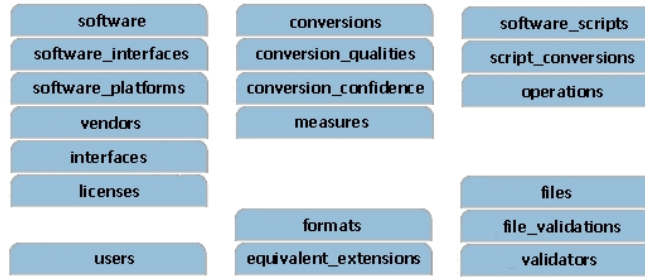 software
software_interfaces
software_platforms
vendors
interfaces
licenses
users
conversions
conversion_qualities
conversion_confidence
measures
formats
equivalent_extensions
software_scripts
script_conversions
operations
files
file_validations
validators